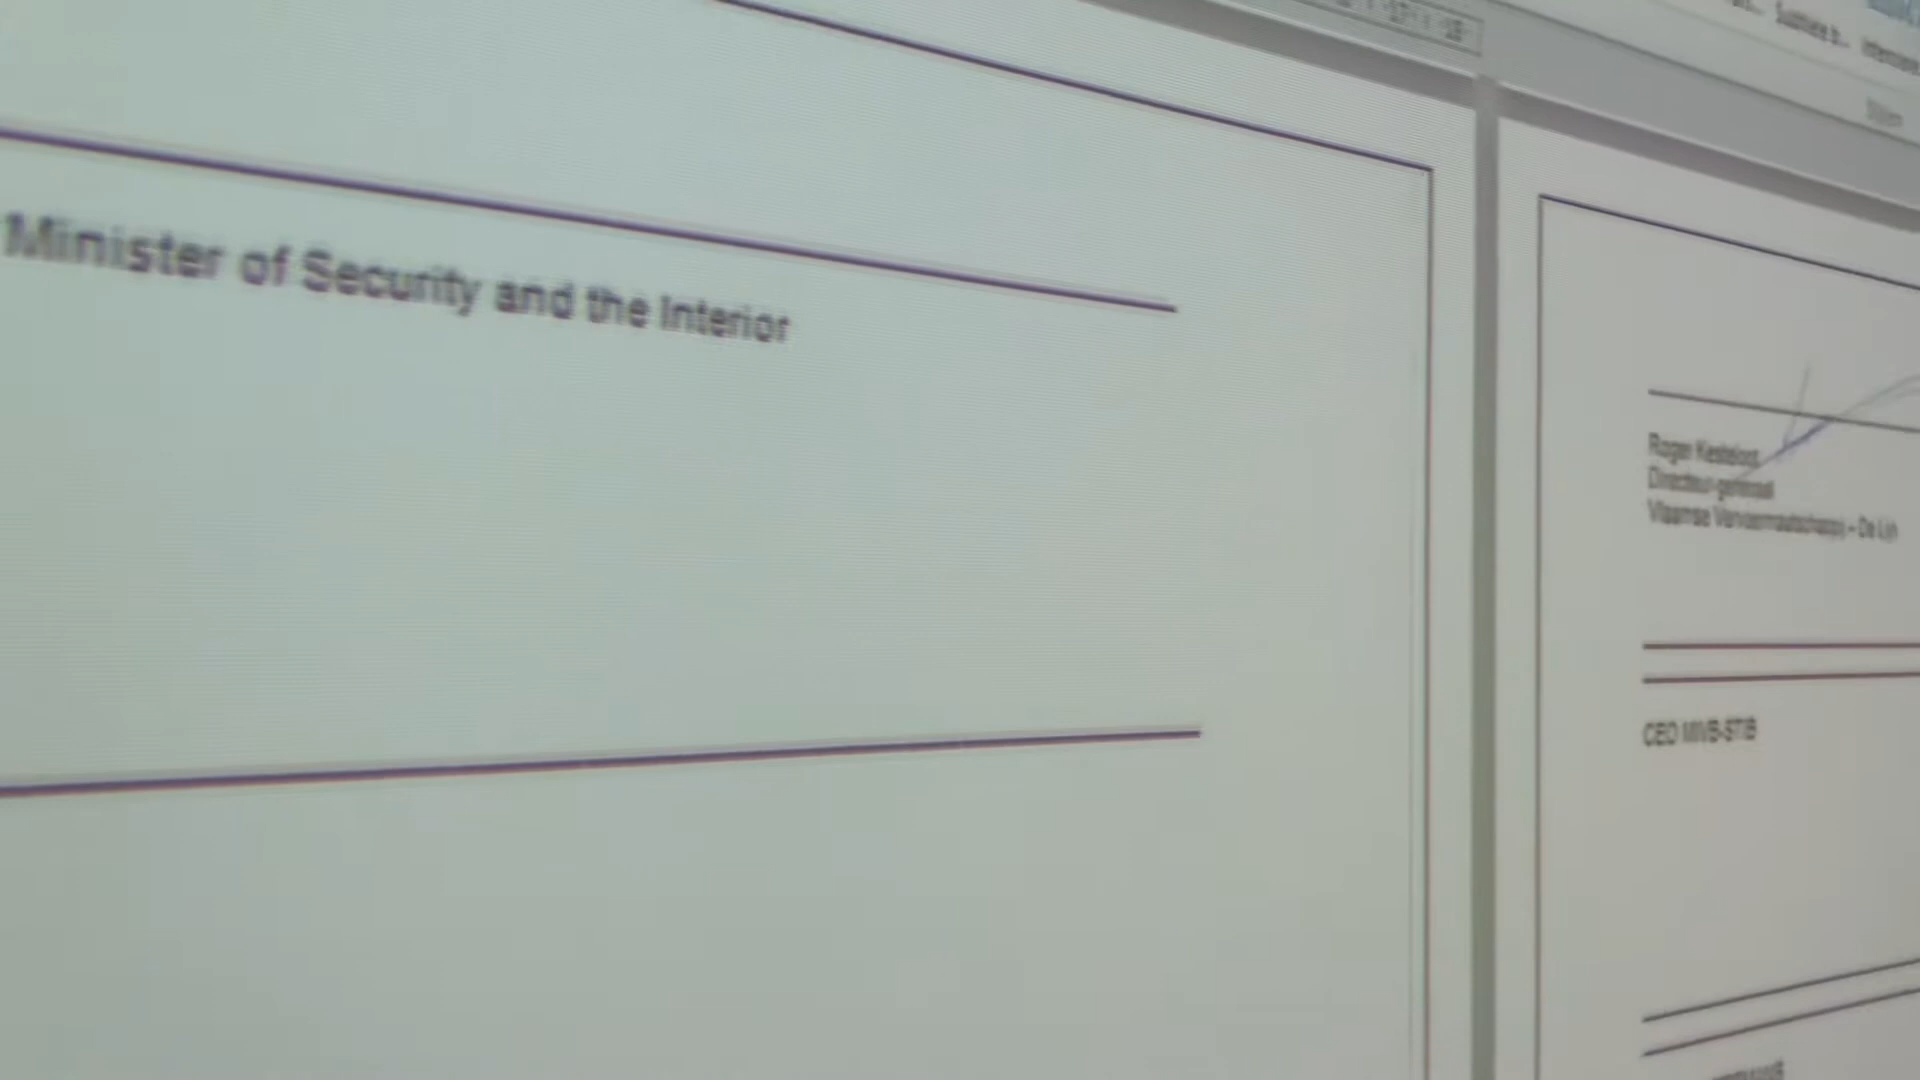 Minister of Security and the Interior
Roger Kesteloot
Directeur-generaal
Vlaamse Vervoermaatschappij – De Lijn
CEO MIVB-STIB